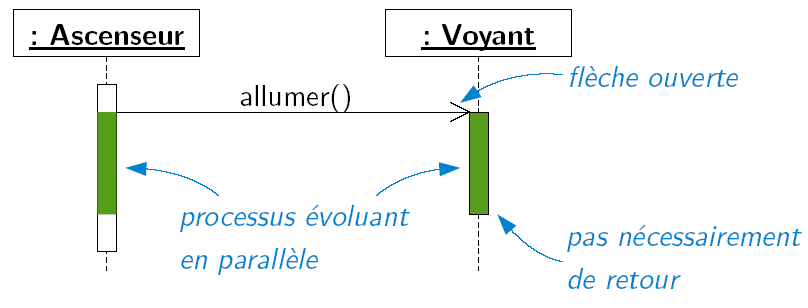 : Ascenseur
: Voyant
flèche ouverte
allumer()
processus évoluant
en parallèle
pas nécessairement
de retour